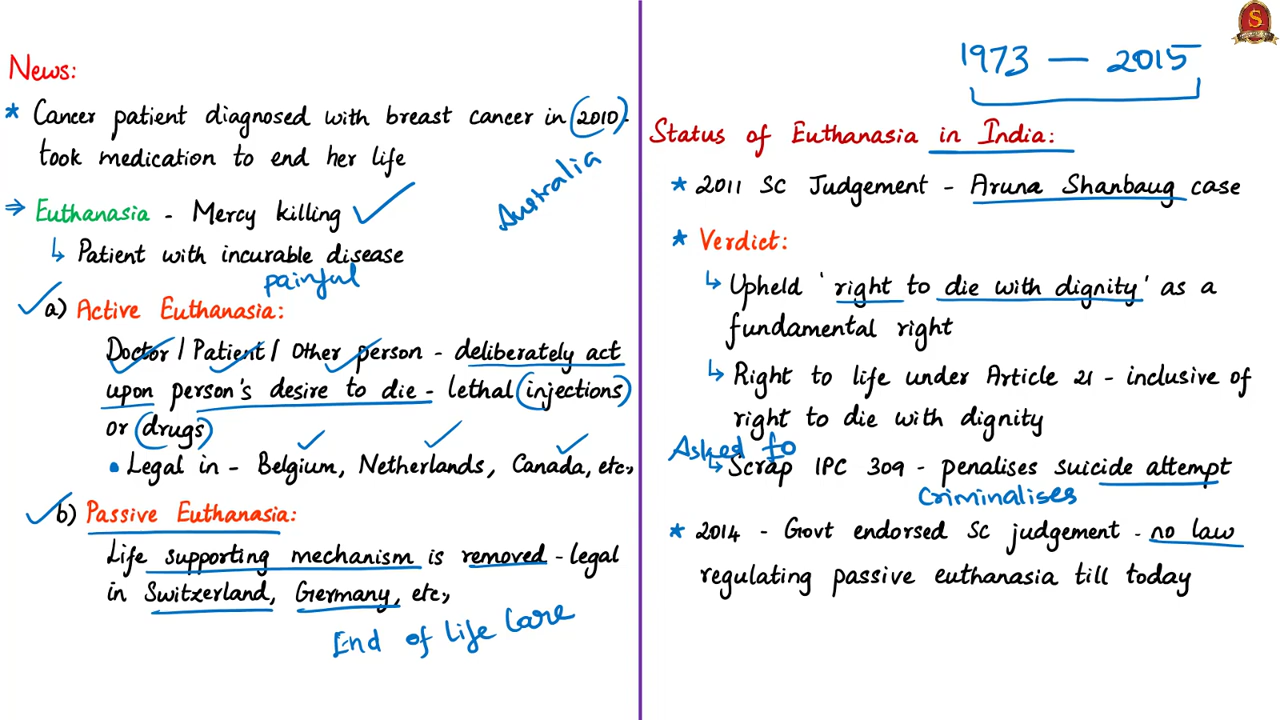 News:
* Cancer patient diagnosed with breast cancer in 2010.
took medication to end her life
Australia
⇒ Euthanasia - Mercy killing
↳ Patient with incurable disease
painful
a) Active Euthanasia:
Doctor / Patient / Other person - deliberately act
upon person's desire to die - lethal injections
or drugs
• Legal in - Belgium, Netherlands, Canada, etc,
b) Passive Euthanasia:
Life supporting mechanism is removed - legal
in Switzerland, Germany, etc,
End of life Care
1973 — 2015
Status of Euthanasia in India:
* 2011 SC Judgement - Aruna Shanbaug case
* Verdict:
↳ Upheld 'right to die with dignity' as a
fundamental right
↳ Right to life under Article 21 - inclusive of
right to die with dignity
Asked to
↳ Scrap IPC 309 - penalises suicide attempt
Criminalises
* 2014 - Govt endorsed SC judgement - no law
regulating passive euthanasia till today